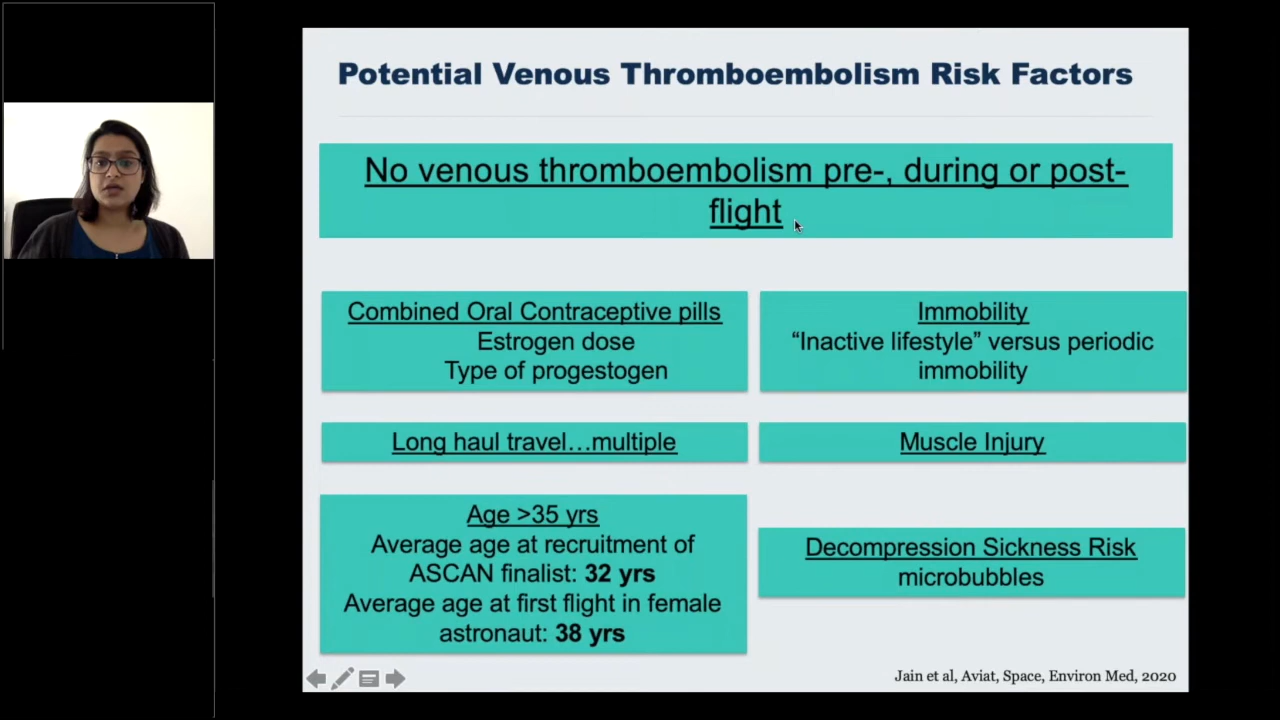 Potential Venous Thromboembolism Risk Factors
No venous thromboembolism pre-, during or post-
flight
Combined Oral Contraceptive pills
Estrogen dose
Type of progestogen
Immobility
“Inactive lifestyle” versus periodic
immobility
Long haul travel…multiple
Muscle Injury
Age >35 yrs
Average age at recruitment of
ASCAN finalist: 32 yrs
Average age at first flight in female
astronaut: 38 yrs
Decompression Sickness Risk
microbubbles
Jain et al, Aviat, Space, Environ Med, 2020